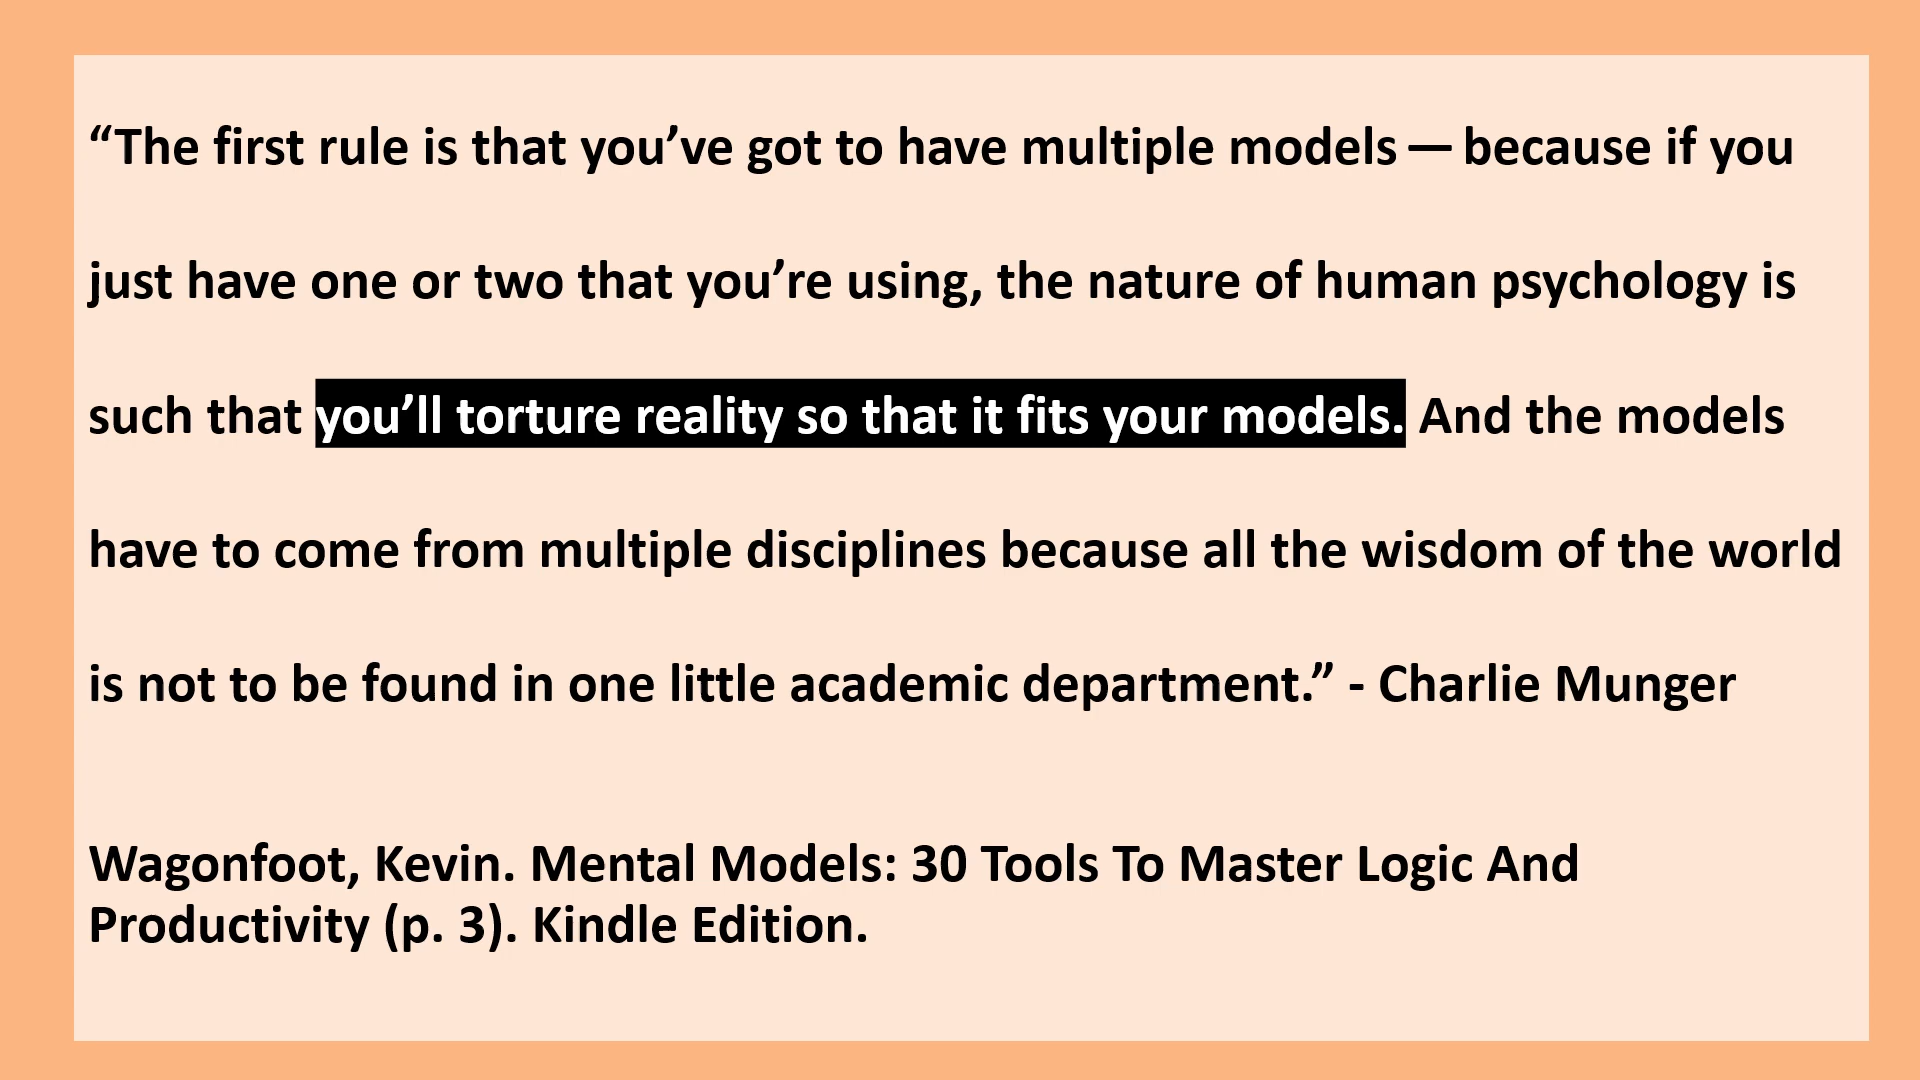 “The first rule is that you’ve got to have multiple models — because if you
just have one or two that you’re using, the nature of human psychology is
such that you’ll torture reality so that it fits your models. And the models
have to come from multiple disciplines because all the wisdom of the world
is not to be found in one little academic department.” - Charlie Munger
Wagonfoot, Kevin. Mental Models: 30 Tools To Master Logic And
Productivity (p. 3). Kindle Edition.